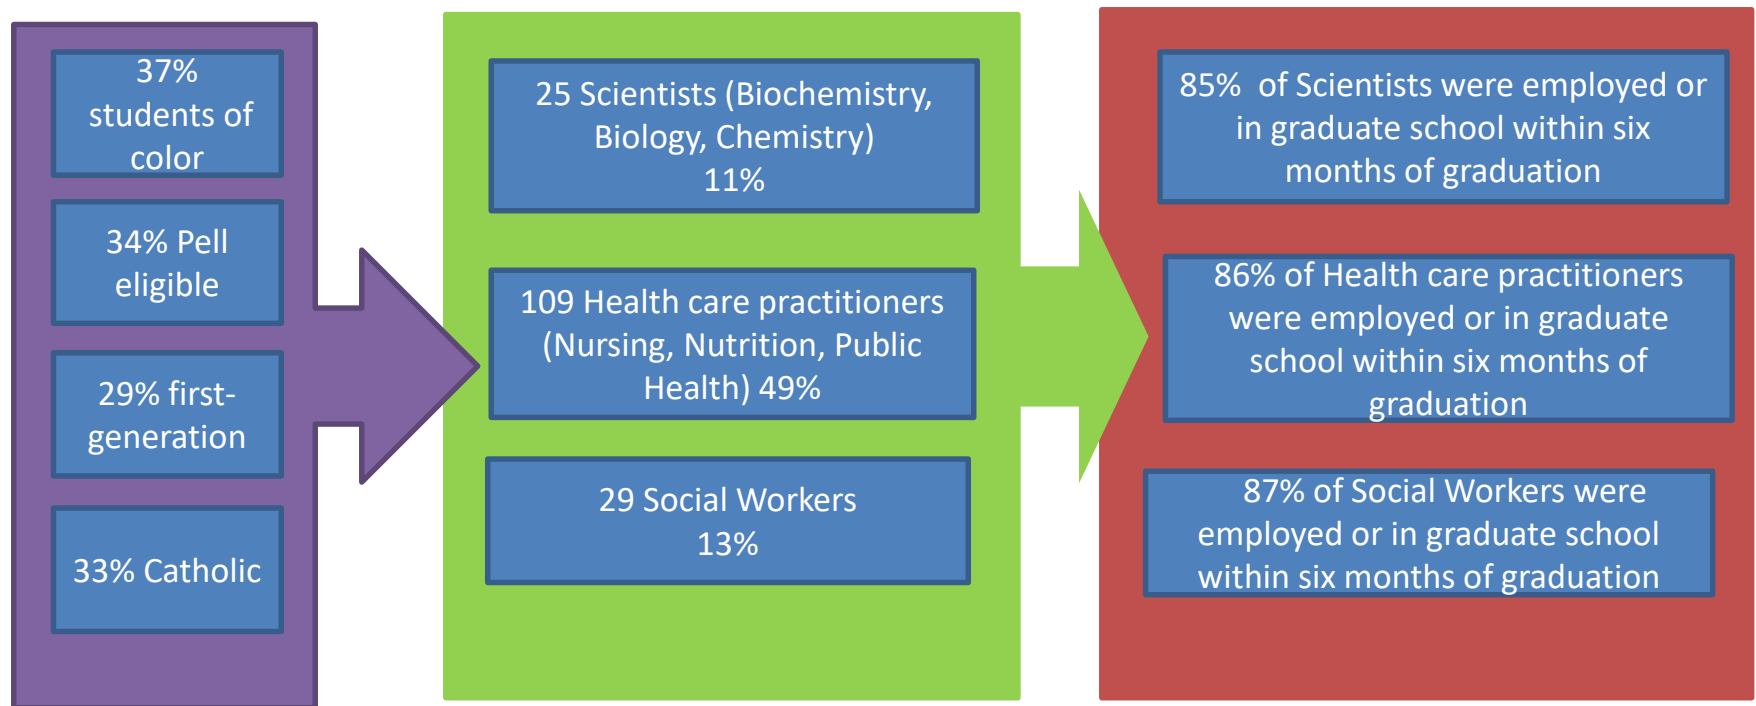 37%
students of
color
34% Pell
eligible
29% first-
generation
33% Catholic
25 Scientists (Biochemistry,
Biology, Chemistry)
11%
109 Health care practitioners
(Nursing, Nutrition, Public
Health) 49%
29 Social Workers
13%
85% of Scientists were employed or
in graduate school within six
months of graduation
86% of Health care practitioners
were employed or in graduate
school within six months of
graduation
87% of Social Workers were
employed or in graduate school
within six months of graduation